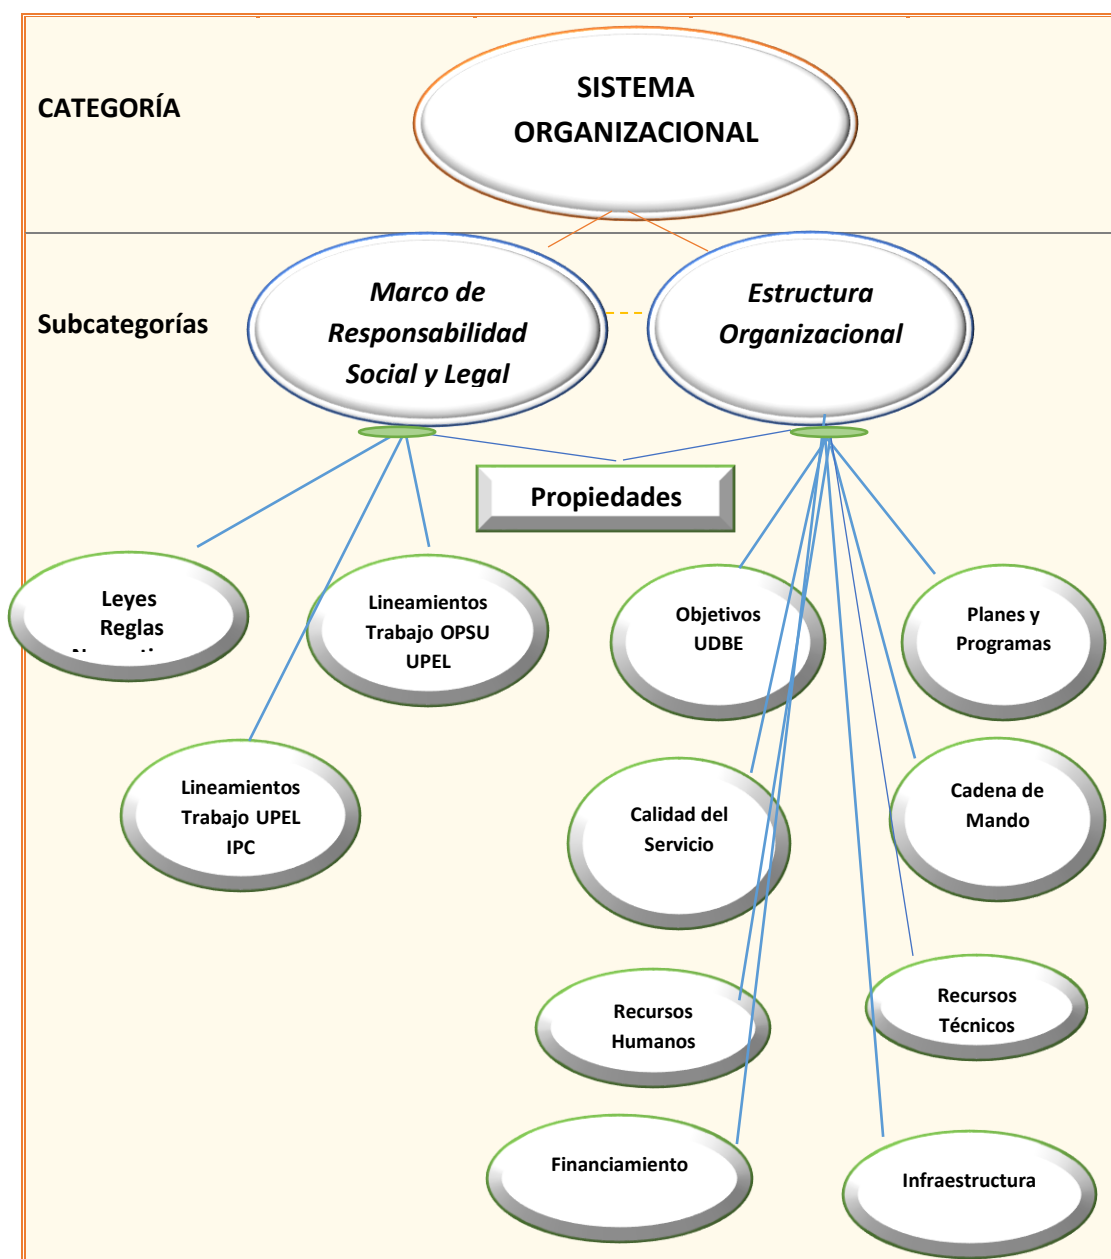 CATEGORÍA
SISTEMA
ORGANIZACIONAL
Subcategorías
Marco de
Responsabilidad
Social y Legal
Estructura
Organizacional
Propiedades
Leyes
Reglas
Lineamientos
Trabajo OPSU
UPEL
Objetivos
UDBE
Planes y
Programas
Lineamientos
Trabajo UPEL
IPC
Calidad del
Servicio
Cadena de
Mando
Recursos
Humanos
Recursos
Técnicos
Financiamiento
Infraestructura